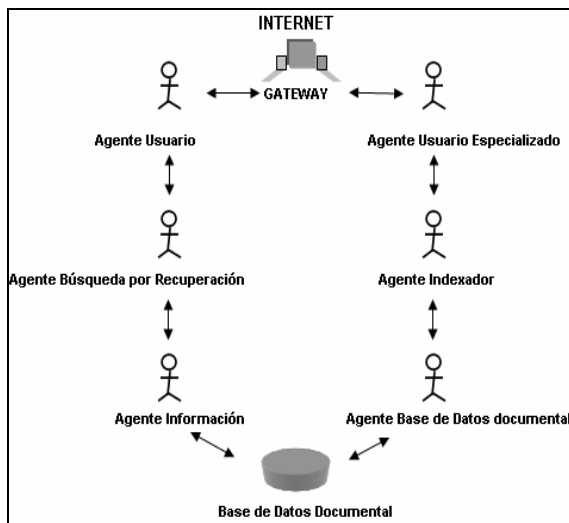 INTERNET
GATEWAY
Agente Usuario
Agente Usuario Especializado
Agente Búsqueda por Recuperación
Agente Indexador
Agente Información
Agente Base de Datos documental
Base de Datos Documental